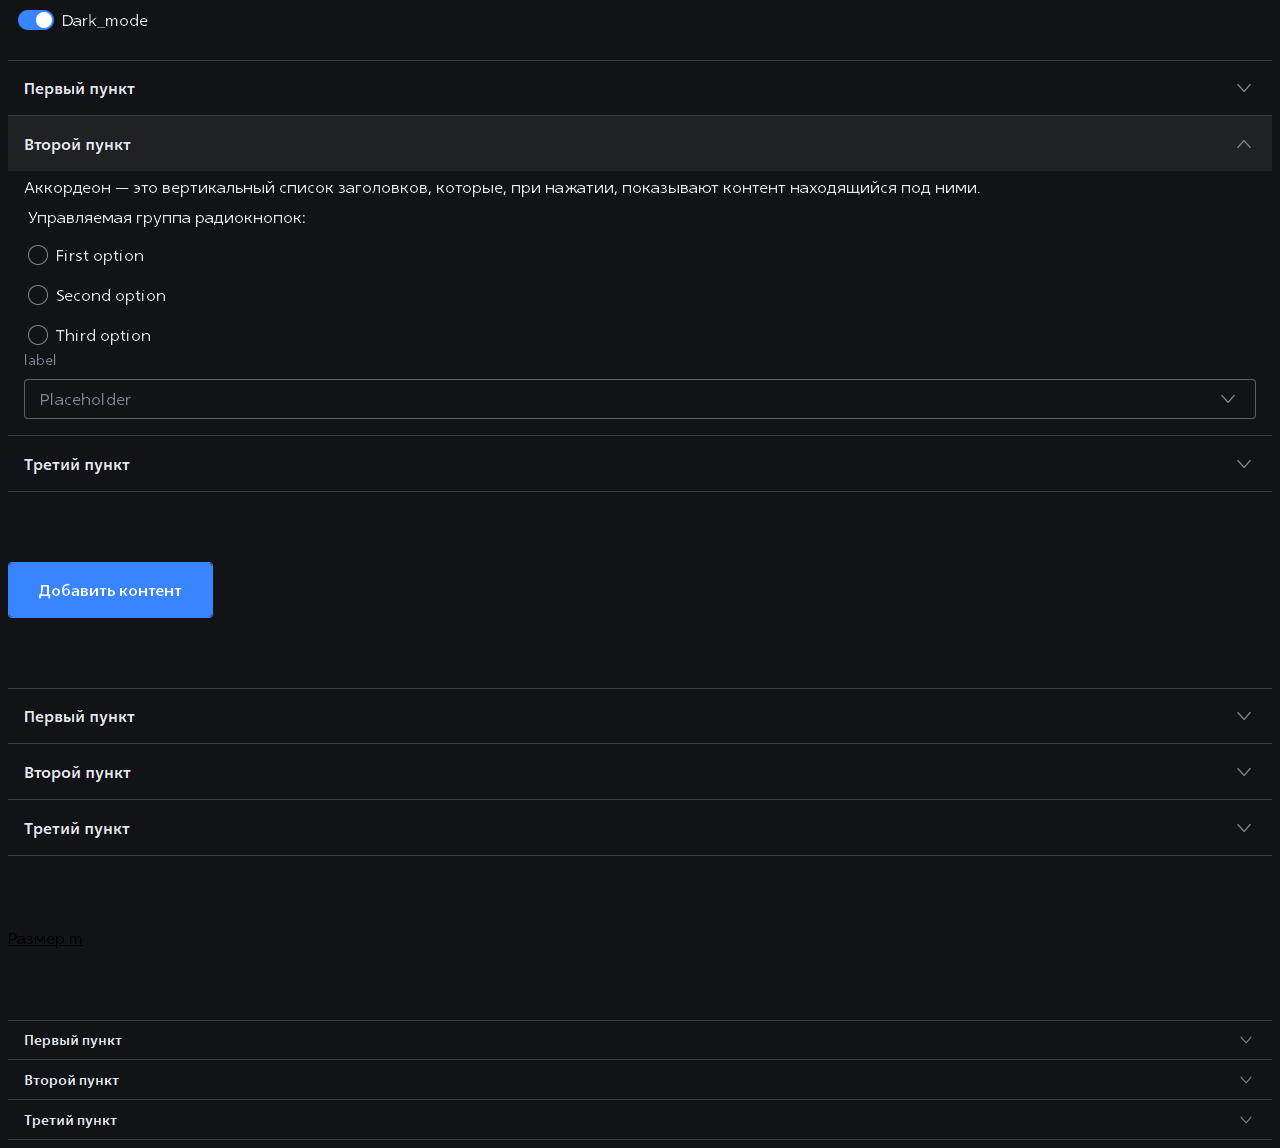 Dark_mode
Первый пункт
Второй пункт
Аккордеон — это вертикальный список заголовков, которые, при нажатии, показывают контент находящийся под ними.
Управляемая группа радиокнопок:
First option
Second option
Third option
label
Placeholder
Третий пункт
Добавить контент
Первый пункт
Второй пункт
Третий пункт
Размер m
Первый пункт
Второй пункт
Третий пункт